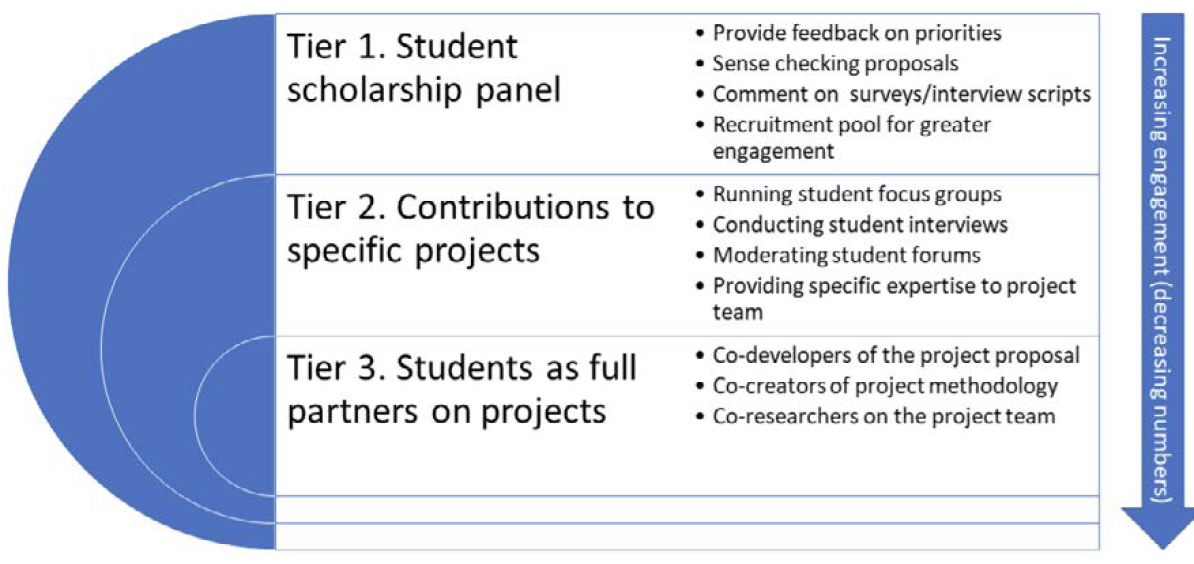 Tier 1. Student
scholarship panel
• Provide feedback on priorities
• Sense checking proposals
• Comment on surveys/interview scripts
• Recruitment pool for greater
engagement
Tier 2. Contributions to
specific projects
• Running student focus groups
• Conducting student interviews
• Moderating student forums
• Providing specific expertise to project
team
Tier 3. Students as full
partners on projects
• Co-developers of the project proposal
• Co-creators of project methodology
• Co-researchers on the project team
Increasing engagement (decreasing numbers)